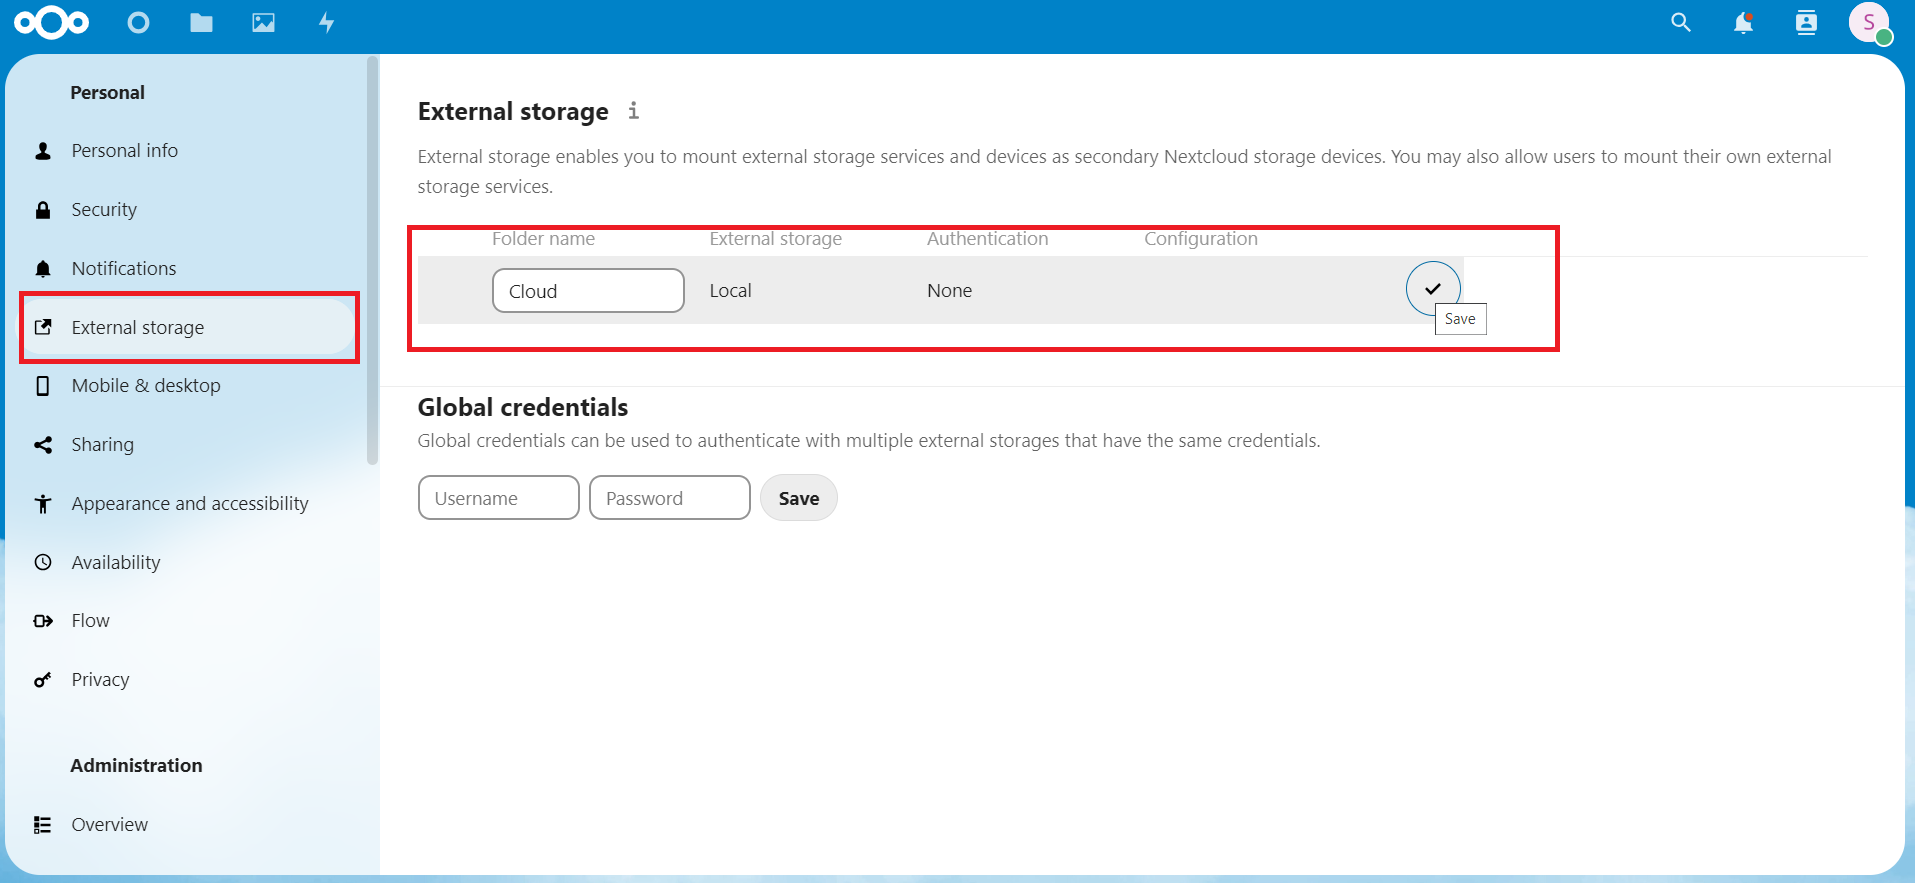 S
Personal
Personal info
Security
Notifications
External storage
Mobile & desktop
Sharing
Appearance and accessibility
Availability
Flow
Privacy
Administration
Overview
External storage i
External storage enables you to mount external storage services and devices as secondary Nextcloud storage devices. You may also allow users to mount their own external
storage services.
Folder name External storage Authentication Configuration
Cloud Local None
Save
Global credentials
Global credentials can be used to authenticate with multiple external storages that have the same credentials.
Username Password Save